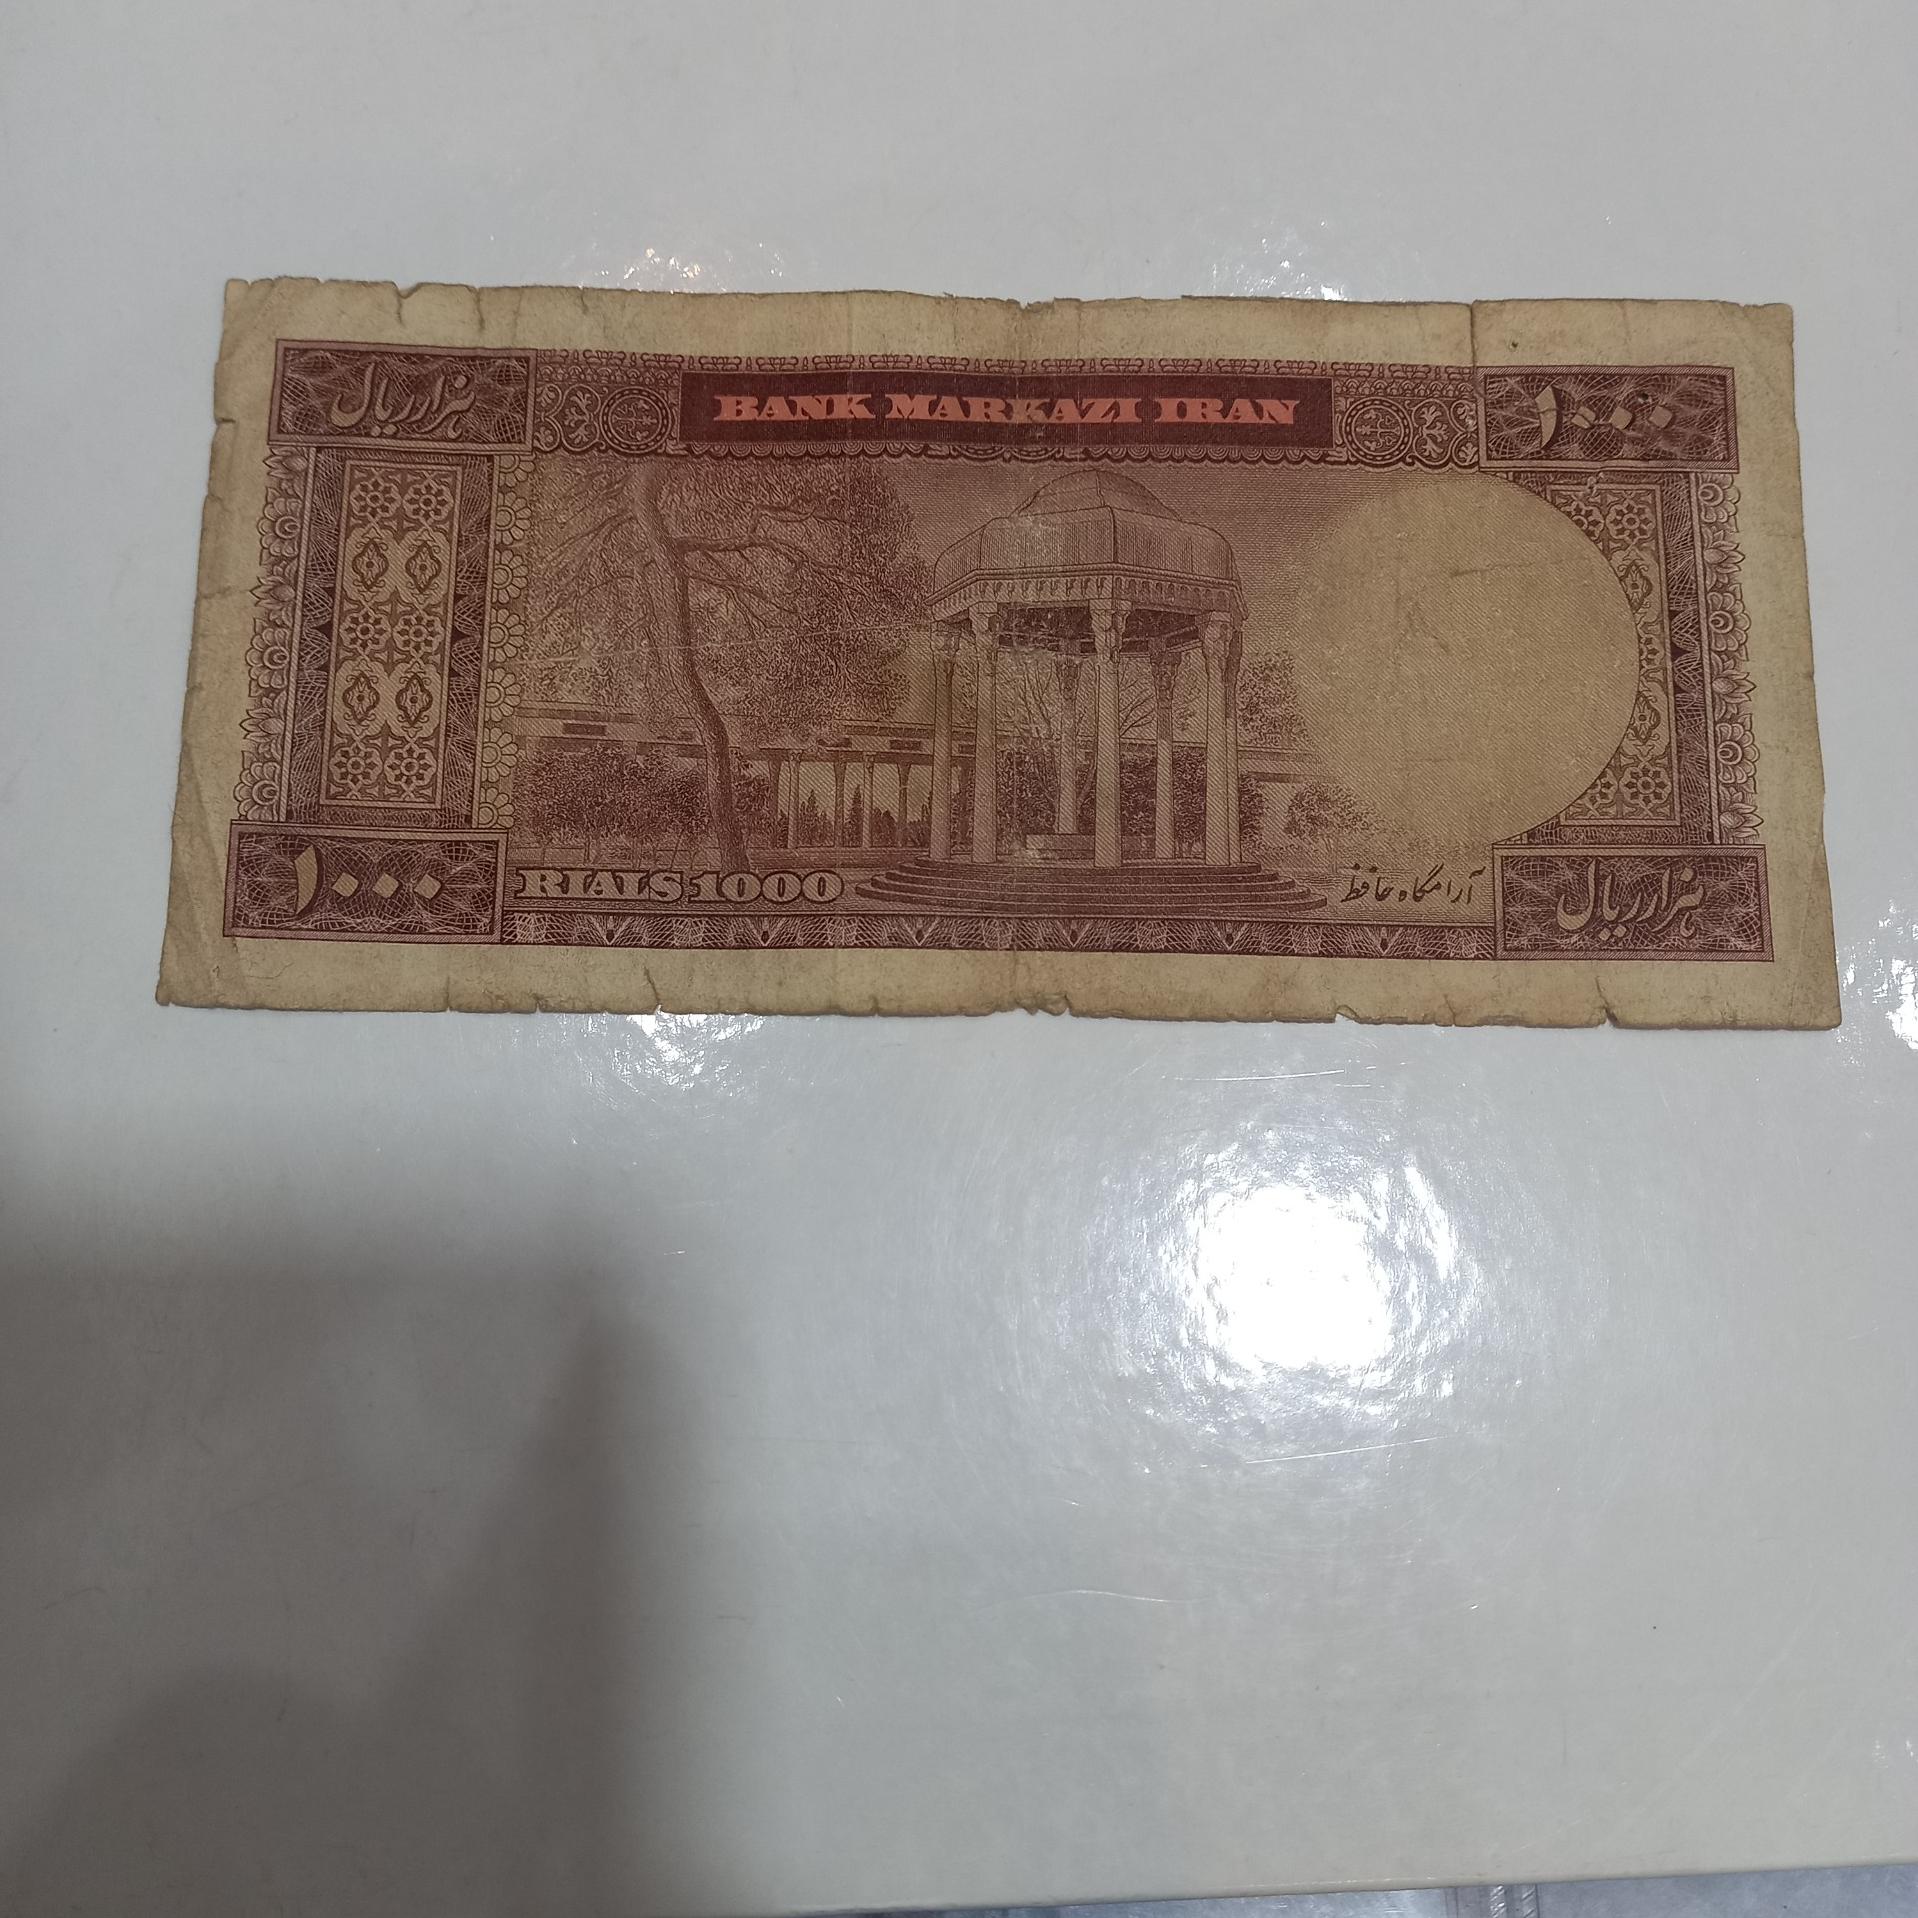 هزار ریال
BANK MARKAZI IRAN
۱۰۰۰
۱۰۰۰
RIALS 1000
آرامگاه حافظ
هزار ریال